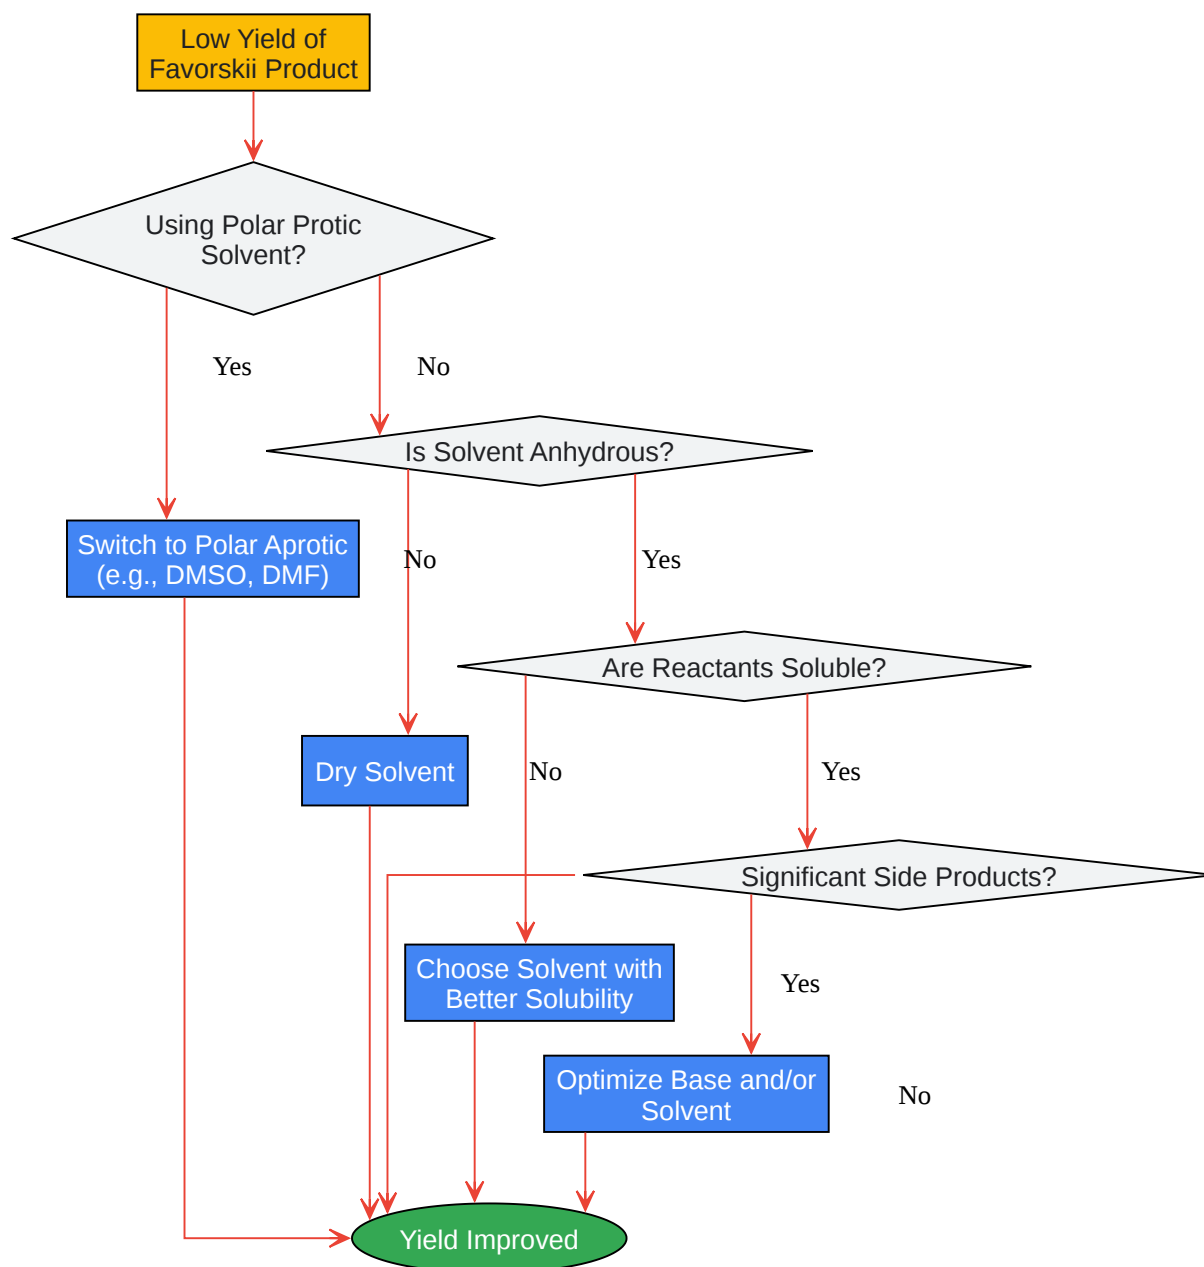 Low Yield of
Favorskii Product
Using Polar Protic
Solvent?
Yes
No
Is Solvent Anhydrous?
Switch to Polar Aprotic
(e.g., DMSO, DMF)
No
Yes
Are Reactants Soluble?
Dry Solvent
No
Yes
Significant Side Products?
Choose Solvent with
Better Solubility
Yes
Optimize Base and/or
Solvent
No
Yield Improved